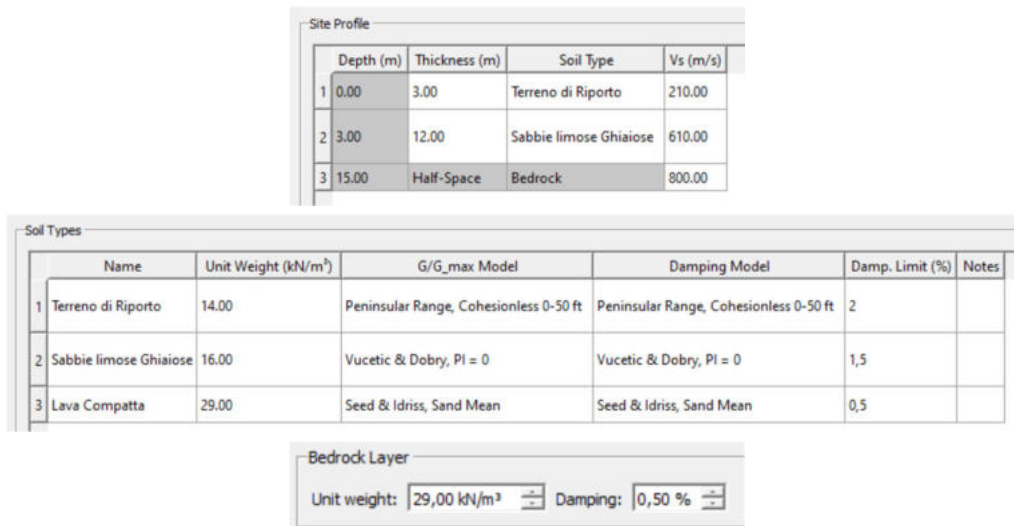 Site Profile
Depth (m) Thickness (m) Soil Type Vs (m/s)
1 0.00 3.00 Terreno di Riporto 210.00
2 3.00 12.00 Sabbie limose Ghiaiose 610.00
3 15.00 Half-Space Bedrock 800.00
Soil Types
Name Unit Weight (kN/m³) G/G_max Model Damping Model Damp. Limit (%) Notes
1 Terreno di Riporto 14.00 Peninsular Range, Cohesionless 0-50 ft Peninsular Range, Cohesionless 0-50 ft 2
2 Sabbie limose Ghiaiose 16.00 Vucetic & Dobry, PI = 0 Vucetic & Dobry, PI = 0 1,5
3 Lava Compatta 29.00 Seed & Idriss, Sand Mean Seed & Idriss, Sand Mean 0,5
Bedrock Layer
Unit weight: 29,00 kN/m³ Damping: 0,50 %